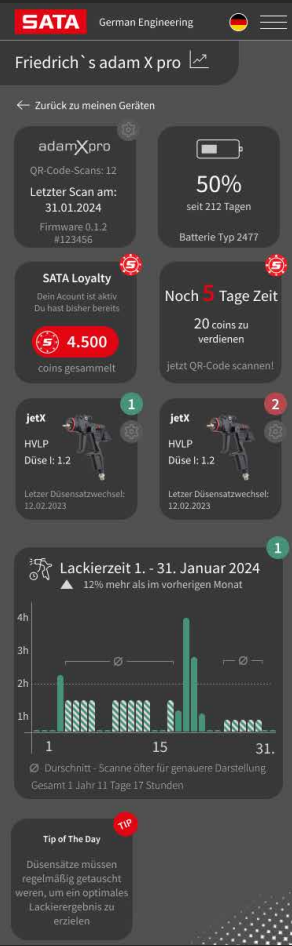 SATA German Engineering
Friedrich`s adam X pro
← Zurück zu meinen Geräten
adamXpro
QR-Code-Scans: 12
Letzter Scan am:
31.01.2024
Firmware 0.1.2
#123456
50%
seit 212 Tagen
Batterie Typ 2477
SATA Loyalty
Dein Acount ist aktiv
Du hast bisher bereits
S 4.500
coins gesammelt
S
Noch 5 Tage Zeit
20 coins zu
verdienen
jetzt QR-Code scannen!
S
jetX
1
HVLP
Düse I: 1.2
Letzer Düsensatzwechsel:
12.02.2023
jetX
2
HVLP
Düse I: 1.2
Letzer Düsensatzwechsel:
12.02.2023
1
Lackierzeit 1. - 31. Januar 2024
12% mehr als im vorherigen Monat
4h
3h
2h
1h
Ø
Ø
1 15 31.
Ø Durschnitt - Scanne öfter für genauere Darstellung
Gesamt 1 Jahr 11 Tage 17 Stunden
TIP
Tip of The Day
Düsensätze müssen
regelmäßig getauscht
weren, um ein optimales
Lackierergebnis zu
erzielen